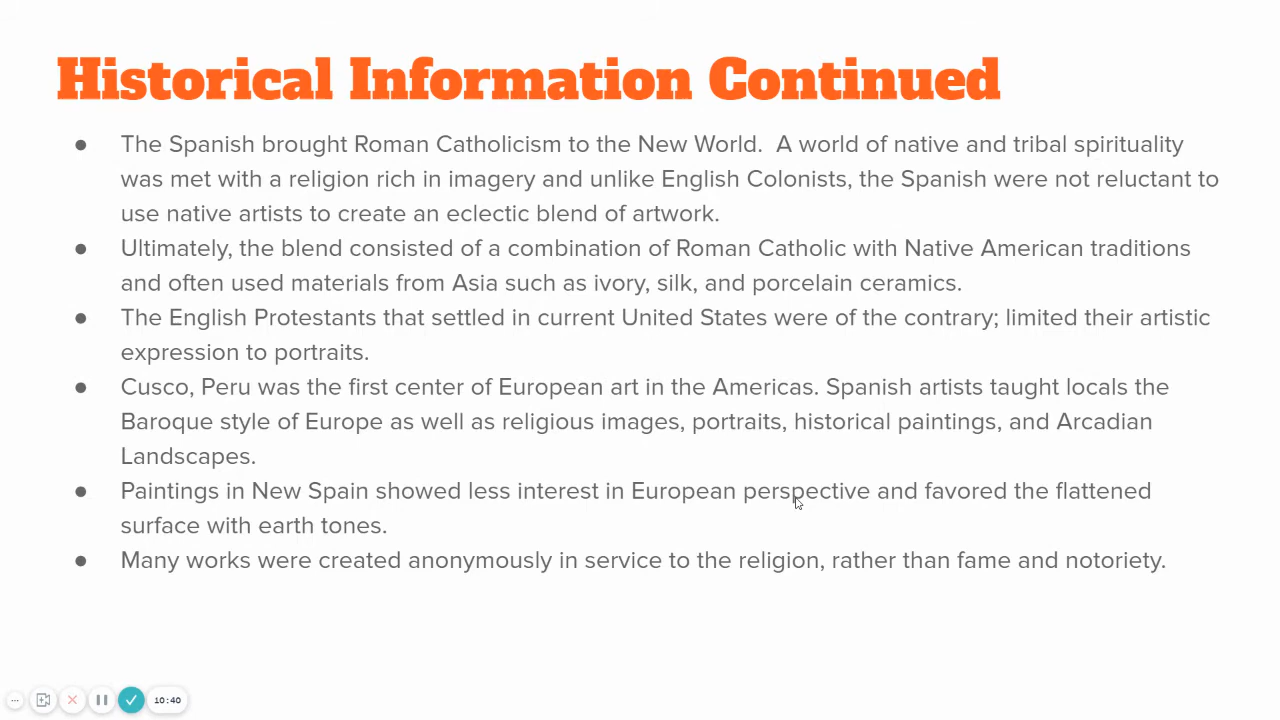 Historical Information Continued
● The Spanish brought Roman Catholicism to the New World.  A world of native and tribal spirituality
was met with a religion rich in imagery and unlike English Colonists, the Spanish were not reluctant to
use native artists to create an eclectic blend of artwork.
● Ultimately, the blend consisted of a combination of Roman Catholic with Native American traditions
and often used materials from Asia such as ivory, silk, and porcelain ceramics.
● The English Protestants that settled in current United States were of the contrary; limited their artistic
expression to portraits.
● Cusco, Peru was the first center of European art in the Americas. Spanish artists taught locals the
Baroque style of Europe as well as religious images, portraits, historical paintings, and Arcadian
Landscapes.
● Paintings in New Spain showed less interest in European perspective and favored the flattened
surface with earth tones.
● Many works were created anonymously in service to the religion, rather than fame and notoriety.
10:40